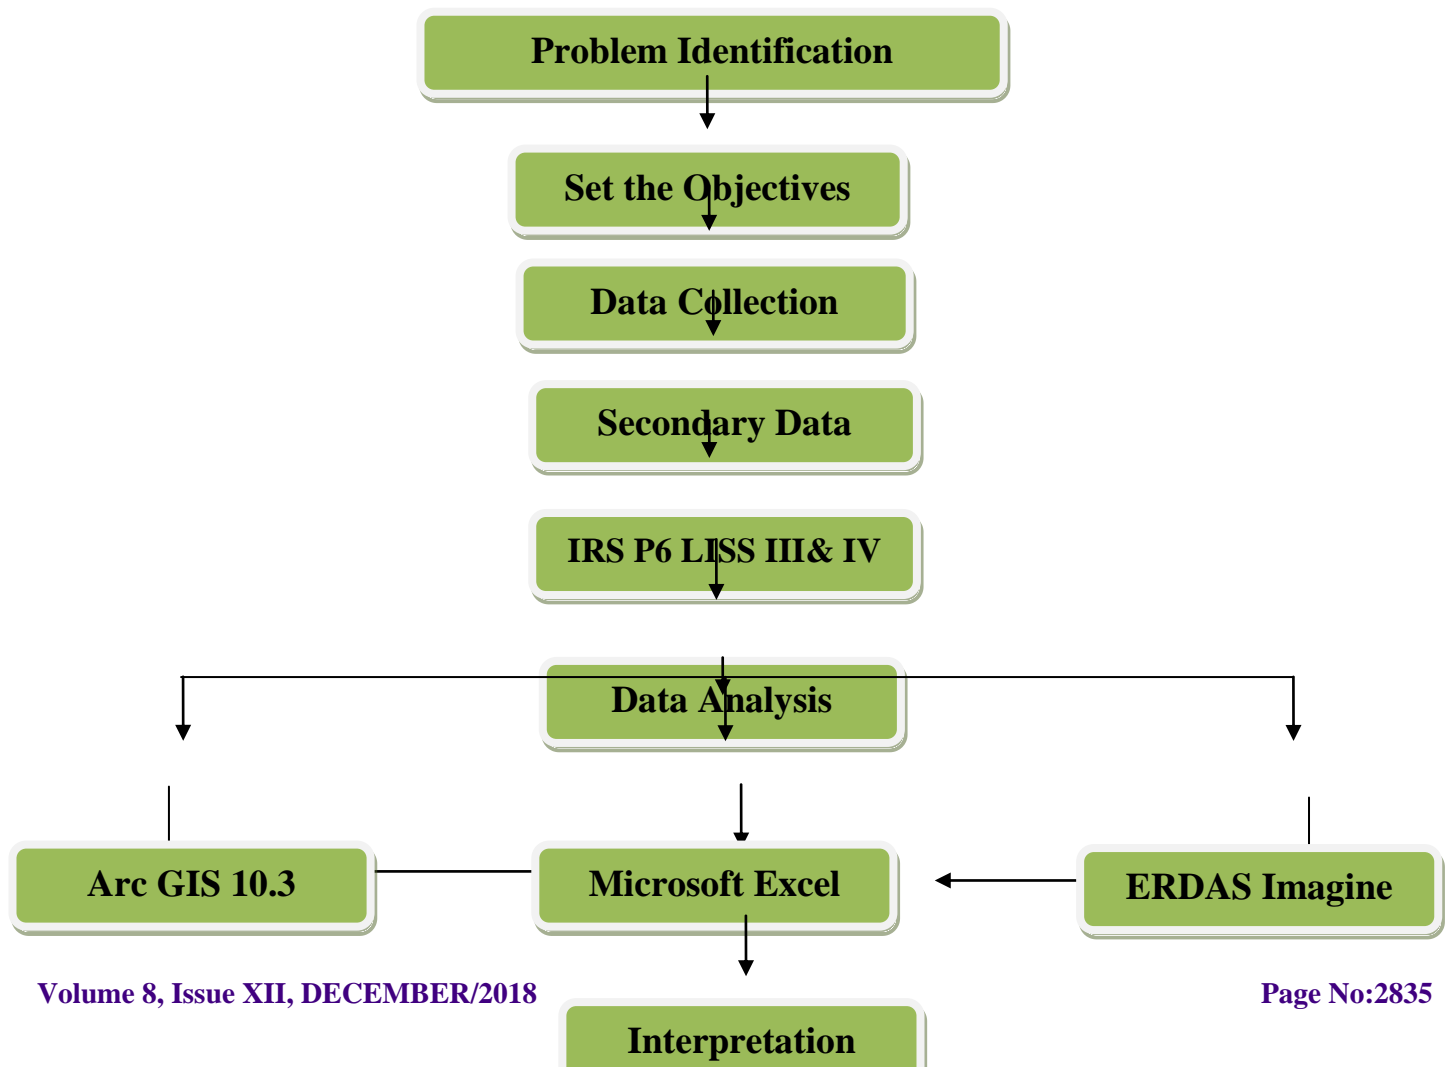 Problem Identification
Set the Objectives
Data Collection
Secondary Data
IRS P6 LISS III& IV
Data Analysis
Arc GIS 10.3
Microsoft Excel
ERDAS Imagine
Volume 8, Issue XII, DECEMBER/2018
Page No:2835
Interpretation